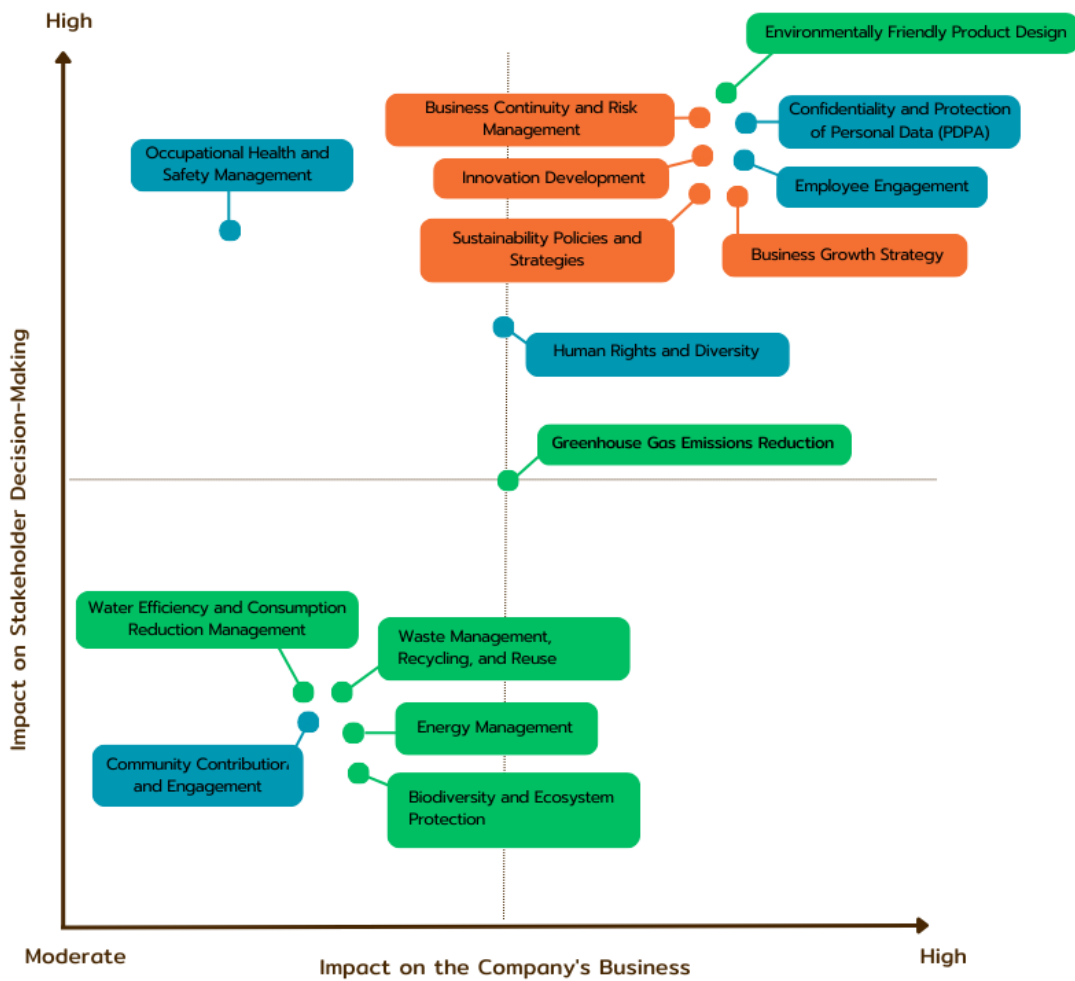 High
Environmentally Friendly Product Design
Business Continuity and Risk
Management
Confidentiality and Protection
of Personal Data (PDPA)
Occupational Health and
Safety Management
Innovation Development
Employee Engagement
Sustainability Policies and
Strategies
Business Growth Strategy
Human Rights and Diversity
Greenhouse Gas Emissions Reduction
Impact on Stakeholder Decision-Making
Water Efficiency and Consumption
Reduction Management
Waste Management,
Recycling, and Reuse
Energy Management
Community Contribution
and Engagement
Biodiversity and Ecosystem
Protection
Moderate
Impact on the Company's Business
High